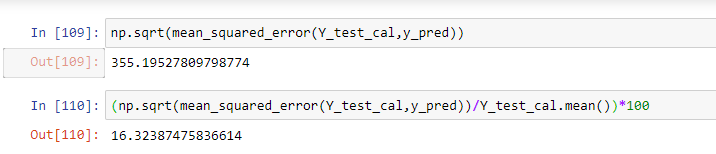 In [109]: np.sqrt(mean_squared_error(Y_test_cal,y_pred))
Out[109]: 355.19527809798774
In [110]: (np.sqrt(mean_squared_error(Y_test_cal,y_pred))/Y_test_cal.mean())*100
Out[110]: 16.32387475836614